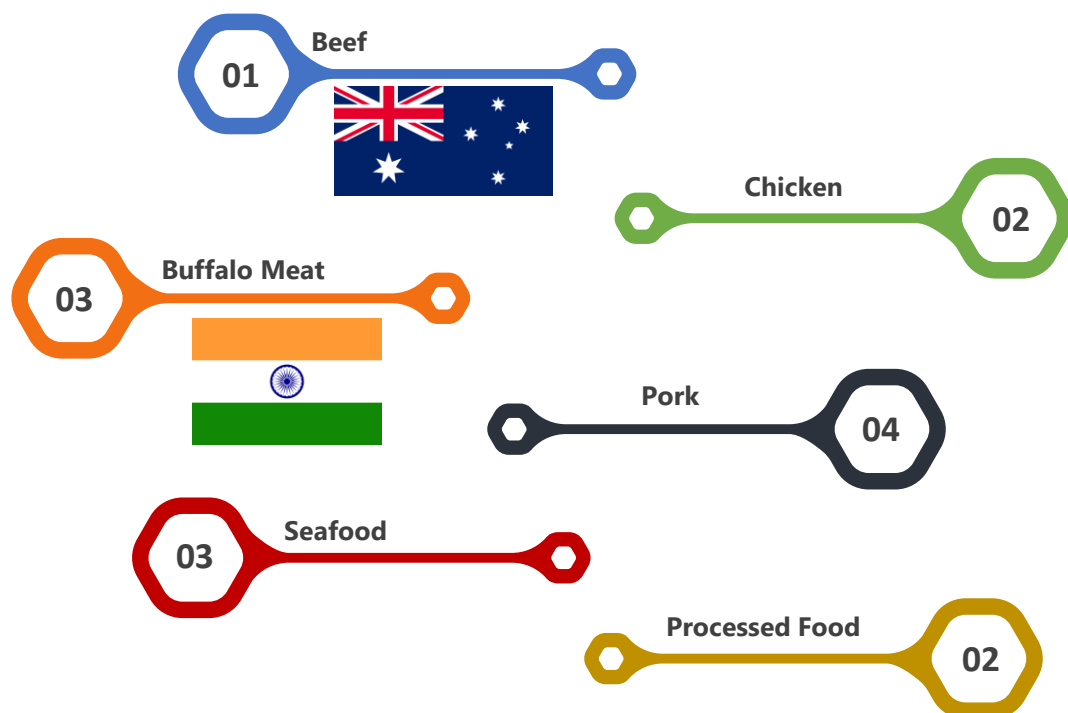 Beef
01
Chicken
02
Buffalo Meat
03
Pork
04
Seafood
03
Processed Food
02